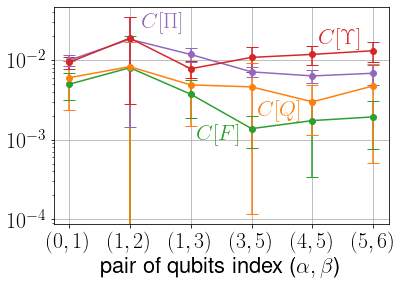 C[Π]
C[Υ]
10⁻²
C[Q]
10⁻³
C[F]
10⁻⁴
(0, 1) (1, 2) (1, 3) (3, 5) (4, 5) (5, 6)
pair of qubits index (α, β)